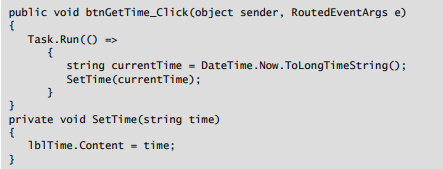 public void btnGetTime_Click(object sender, RoutedEventArgs e)
{
Task.Run(() =>
{
string currentTime = DateTime.Now.ToLongTimeString();
SetTime(currentTime);
}
}
private void SetTime(string time)
{
lblTime.Content = time;
}